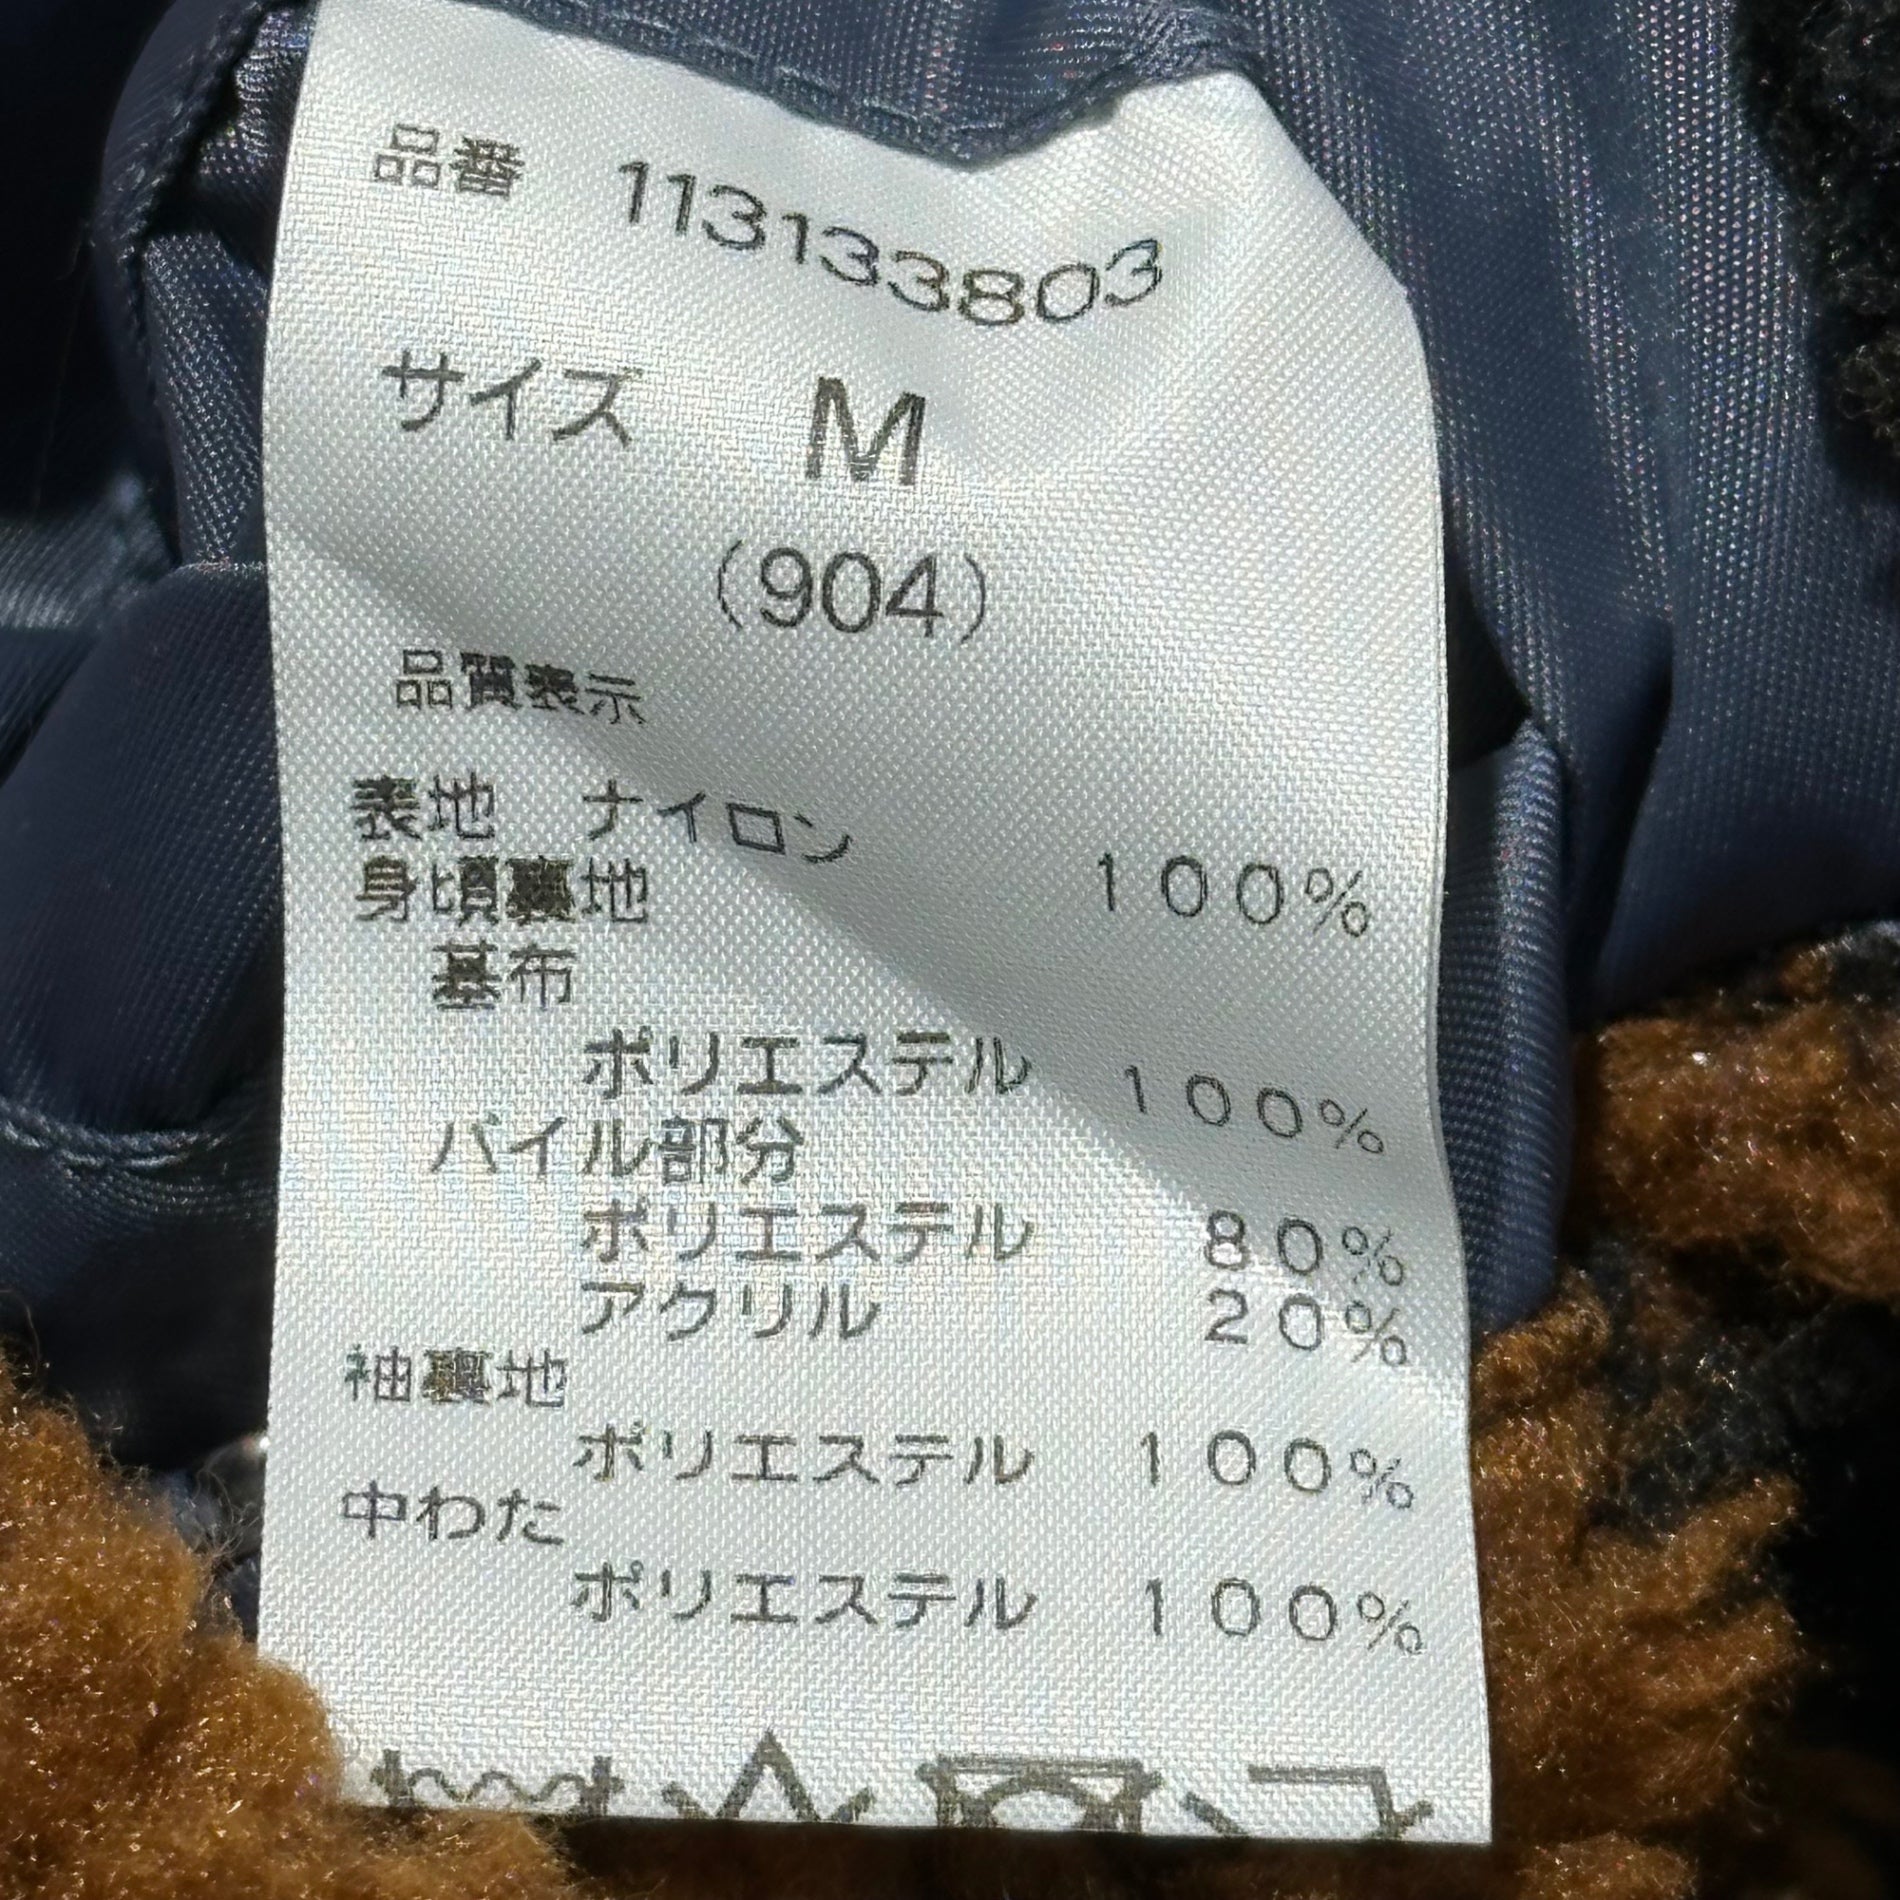 品番 113133803
サイズ M
(904)
品質表示
表地 ナイロン 100%
身頃裏地
基布
ポリエステル 100%
パイル部分
ポリエステル 80%
アクリル 20%
袖裏地
ポリエステル 100%
中わた
ポリエステル 100%